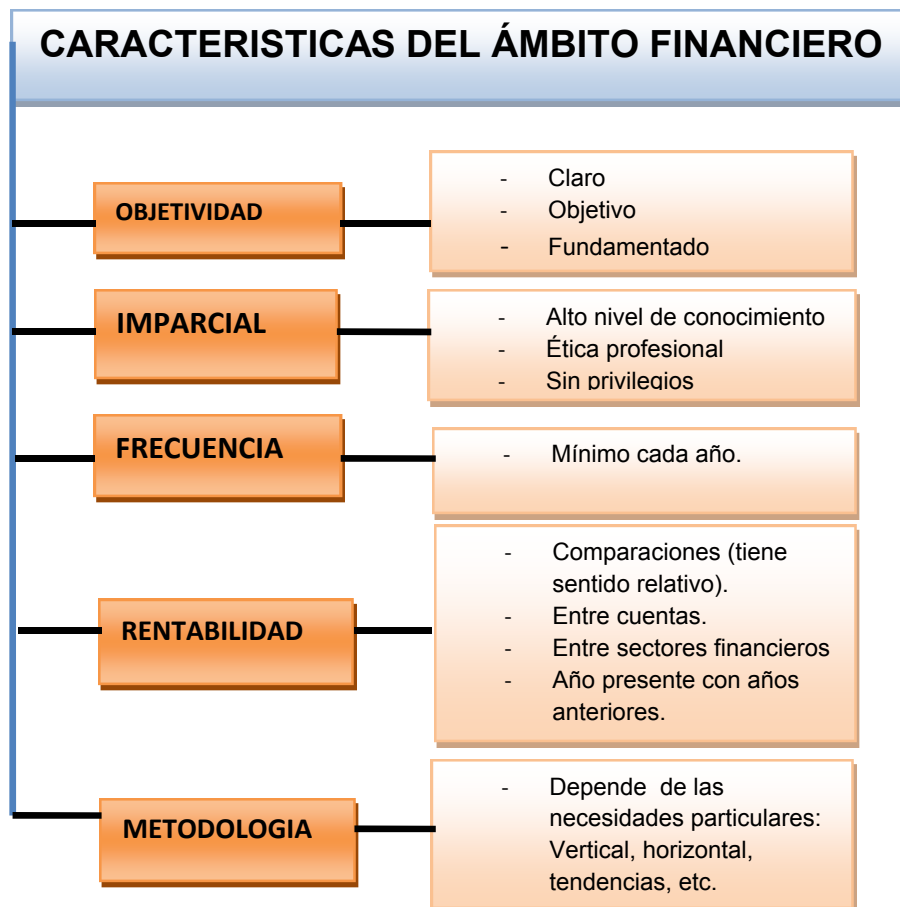 CARACTERISTICAS DEL ÁMBITO FINANCIERO
OBJETIVIDAD
- Claro
- Objetivo
- Fundamentado
IMPARCIAL
- Alto nivel de conocimiento
- Ética profesional
- Sin privilegios
FRECUENCIA
- Mínimo cada año.
RENTABILIDAD
- Comparaciones (tiene
sentido relativo).
- Entre cuentas.
- Entre sectores financieros
- Año presente con años
anteriores.
METODOLOGIA
- Depende de las
necesidades particulares:
Vertical, horizontal,
tendencias, etc.